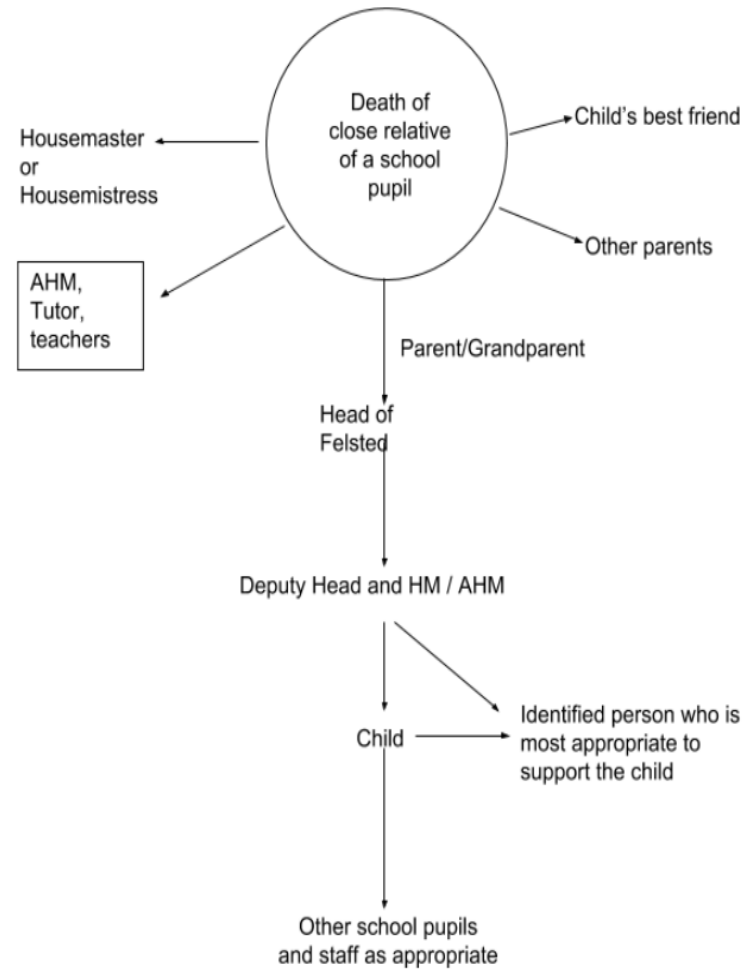 Death of
close relative
of a school
pupil
Child's best friend
Housemaster
or
Housemistress
Other parents
AHM,
Tutor,
teachers
Parent/Grandparent
Head of
Felsted
Deputy Head and HM / AHM
Child
Identified person who is
most appropriate to
support the child
Other school pupils
and staff as appropriate